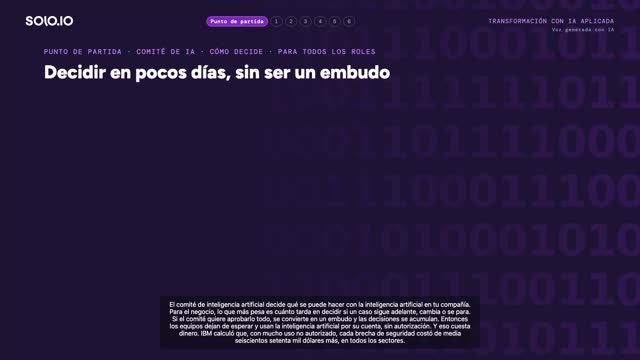 SOLO.IO
Punto de partida 1 2 3 4 5 6
TRANSFORMACIÓN CON IA APLICADA
Voz generada con IA
PUNTO DE PARTIDA · COMITÉ DE IA · CÓMO DECIDE · PARA TODOS LOS ROLES
Decidir en pocos días, sin ser un embudo
El comité de inteligencia artificial decide qué se puede hacer con la inteligencia artificial en tu compañía.
Para el negocio, lo que más pesa es cuánto tarda en decidir si un caso sigue adelante, cambia o se para.
Si el comité quiere aprobarlo todo, se convierte en un embudo y las decisiones se acumulan. Entonces
los equipos dejan de esperar y usan la inteligencia artificial por su cuenta, sin autorización. Y eso cuesta
dinero. IBM calculó que, con mucho uso no autorizado, cada brecha de seguridad costó de media
seiscientos setenta mil dólares más, en todos los sectores.